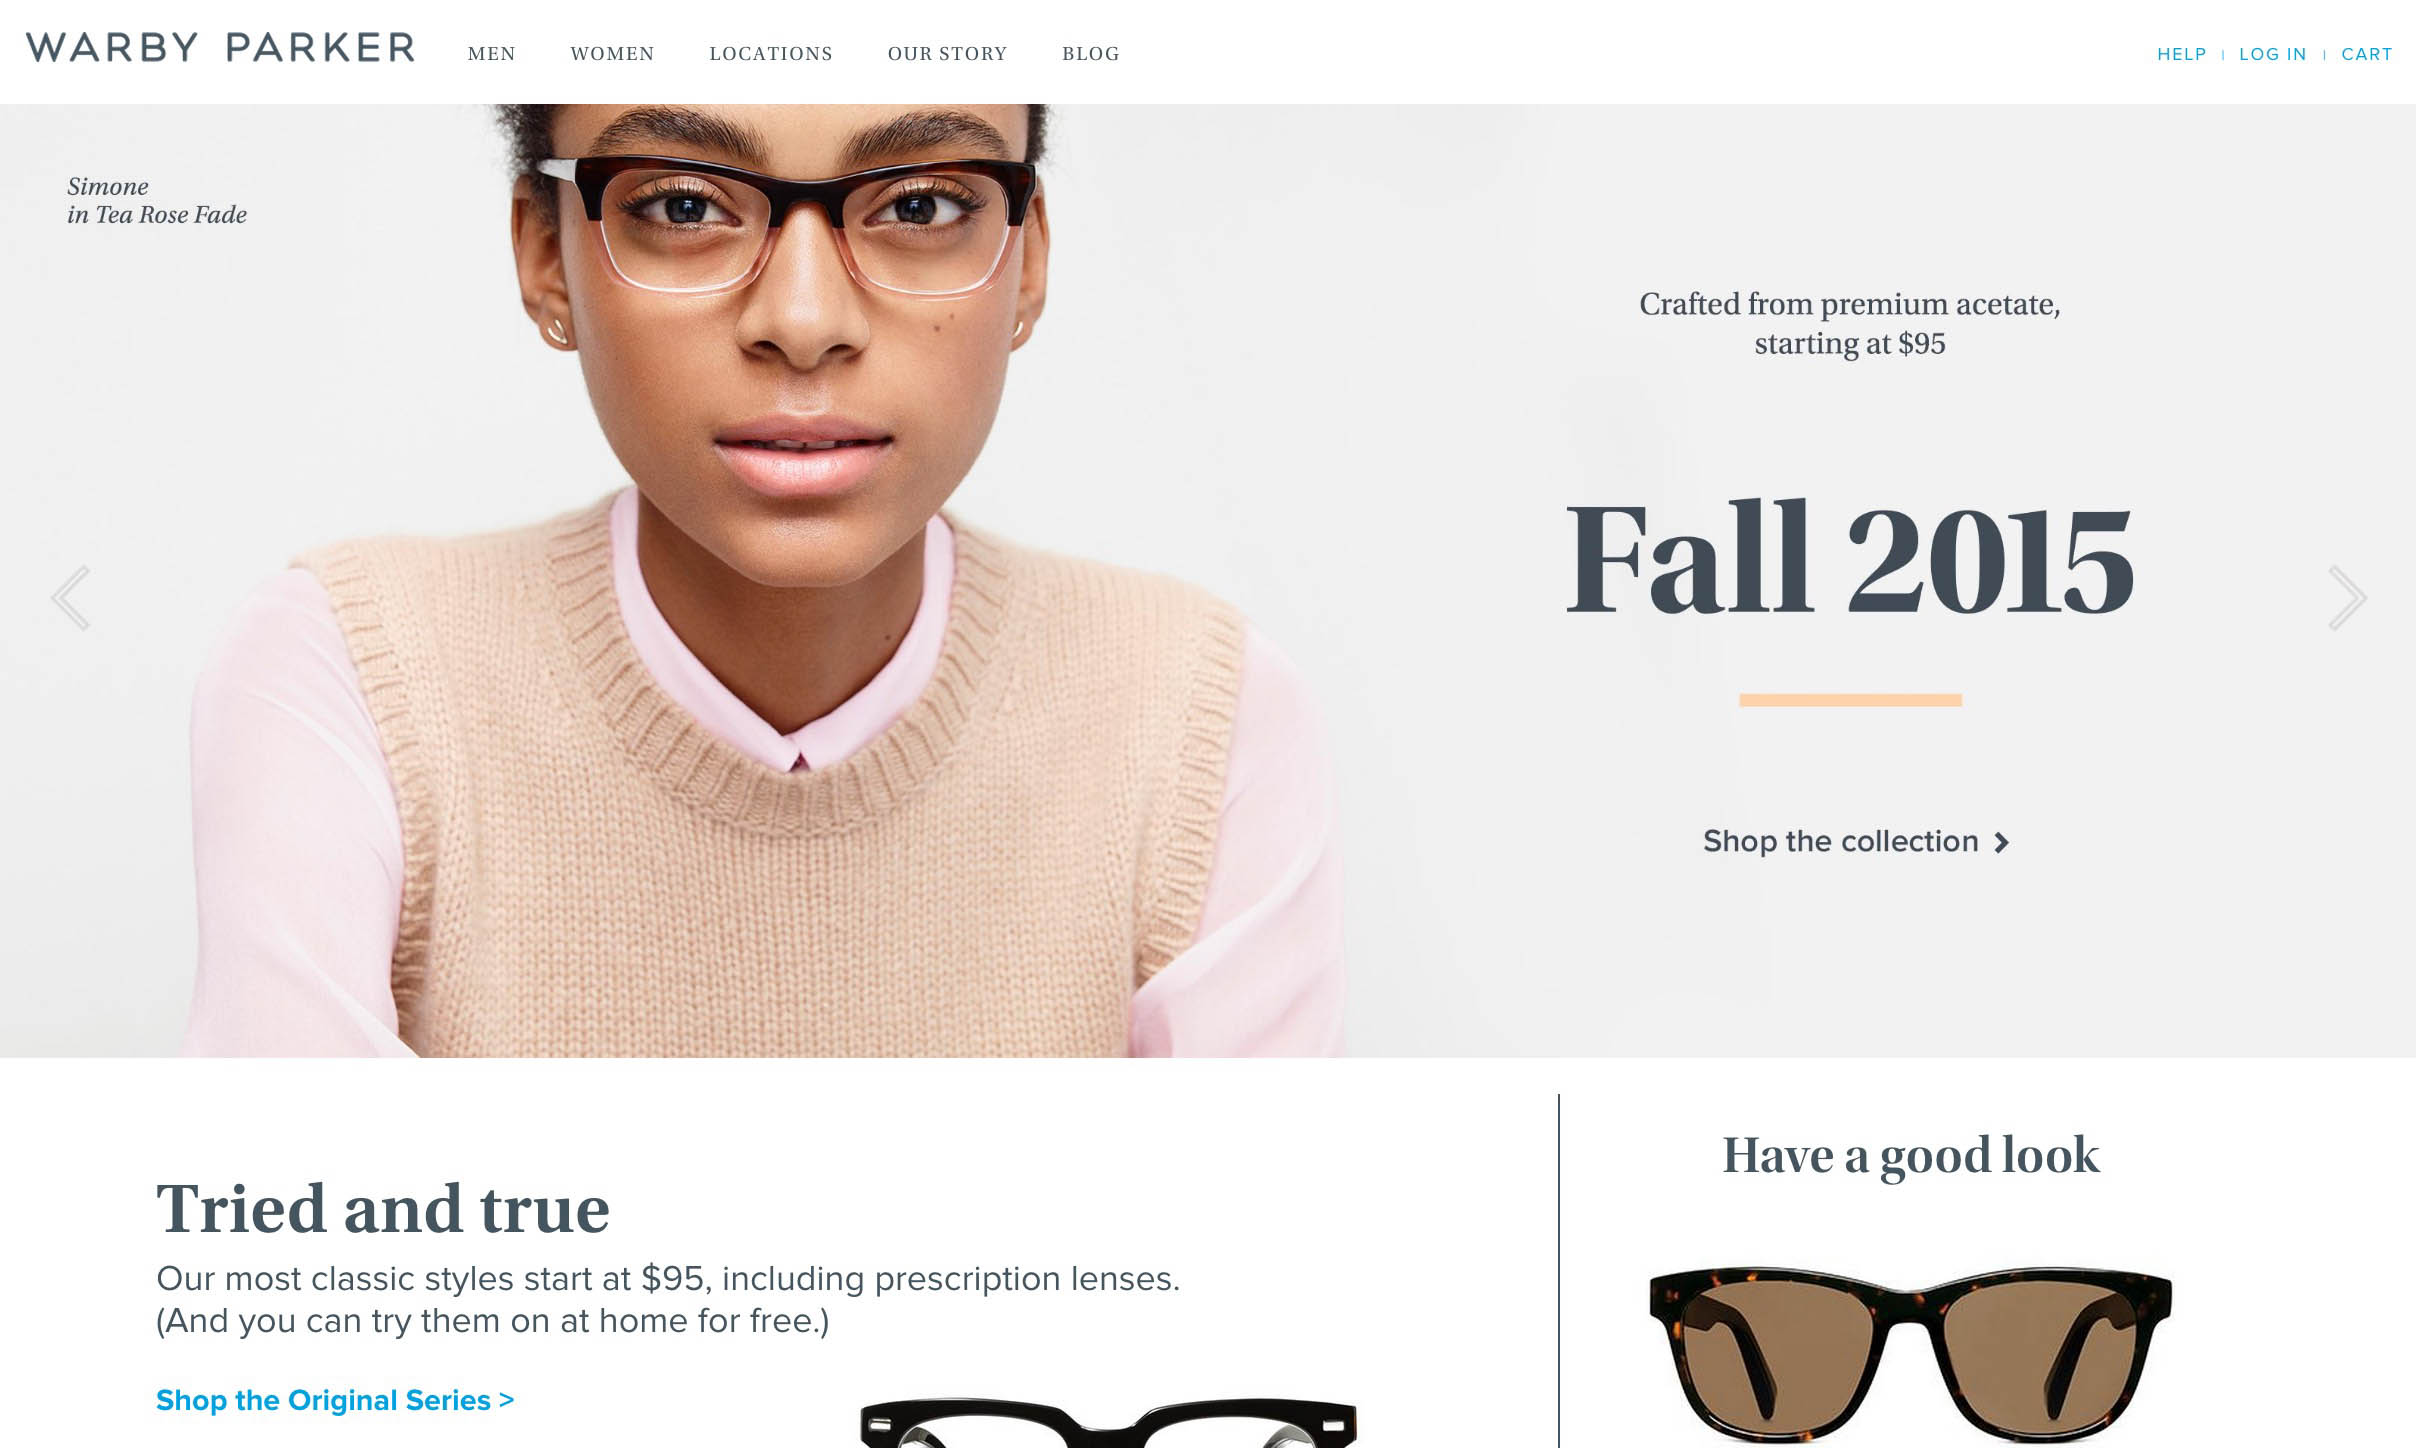 WARBY PARKER
MEN
WOMEN
LOCATIONS
OUR STORY
BLOG
HELP | LOG IN | CART
Simone
in Tea Rose Fade
Crafted from premium acetate,
starting at $95
Fall 2015
Shop the collection
Tried and true
Our most classic styles start at $95, including prescription lenses.
(And you can try them on at home for free.)
Shop the Original Series >
Have a good look